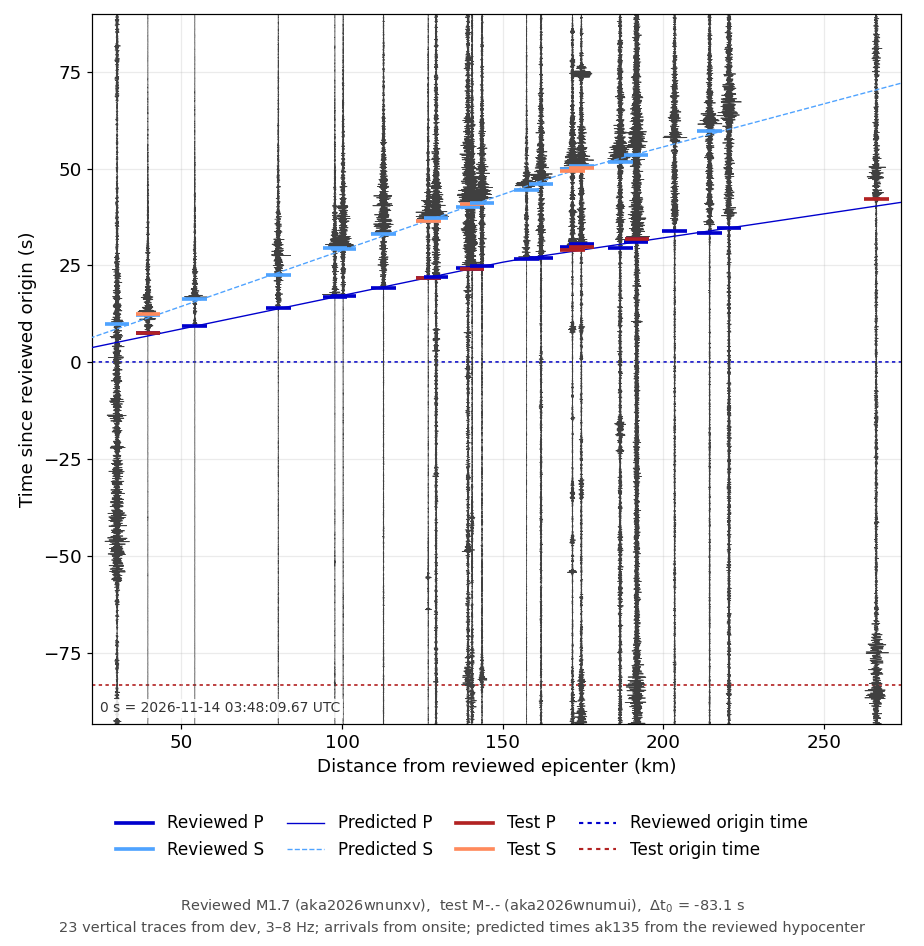 75
50
25
0
−25
−50
−75
Time since reviewed origin (s)
0 s = 2026-11-14 03:48:09.67 UTC
50 100 150 200 250
Distance from reviewed epicenter (km)
Reviewed P Predicted P Test P Reviewed origin time
Reviewed S Predicted S Test S Test origin time
Reviewed M1.7 (aka2026wnunxv), test M-.- (aka2026wnumui), Δt₀ = -83.1 s
23 vertical traces from dev, 3–8 Hz; arrivals from onsite; predicted times ak135 from the reviewed hypocenter